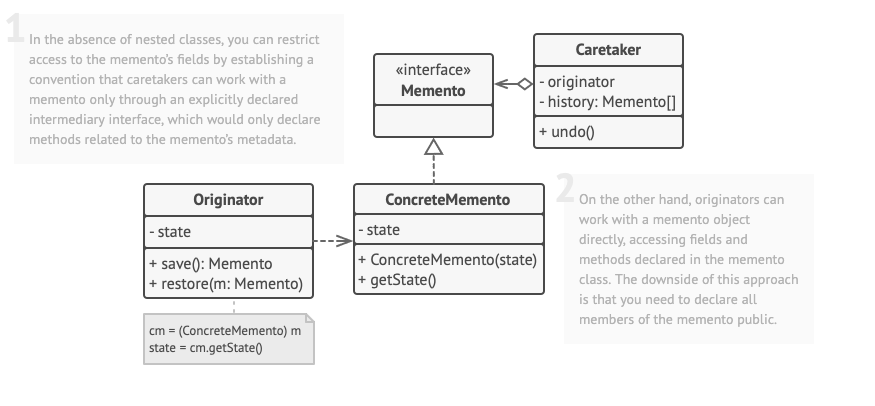 1
In the absence of nested classes, you can restrict
access to the memento's fields by establishing a
convention that caretakers can work with a
memento only through an explicitly declared
intermediary interface, which would only declare
methods related to the memento's metadata.
«interface»
Memento
Caretaker
- originator
- history: Memento[]
+ undo()
Originator
- state
+ save(): Memento
+ restore(m: Memento)
cm = (ConcreteMemento) m
state = cm.getState()
ConcreteMemento
- state
+ ConcreteMemento(state)
+ getState()
2
On the other hand, originators can
work with a memento object
directly, accessing fields and
methods declared in the memento
class. The downside of this approach
is that you need to declare all
members of the memento public.